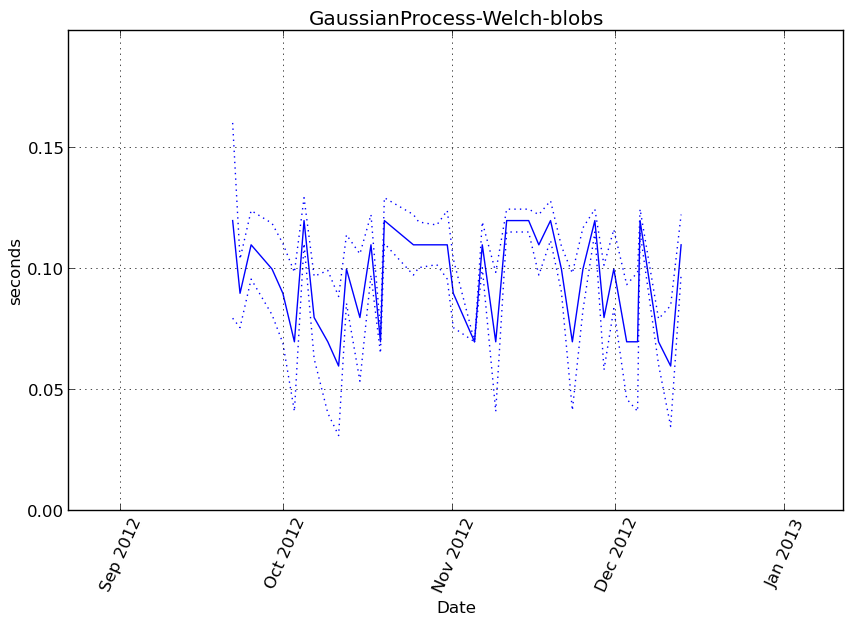 GaussianProcess-Welch-blobs
seconds
0.15
0.10
0.05
0.00
Sep 2012
Oct 2012
Nov 2012
Dec 2012
Jan 2013
Date